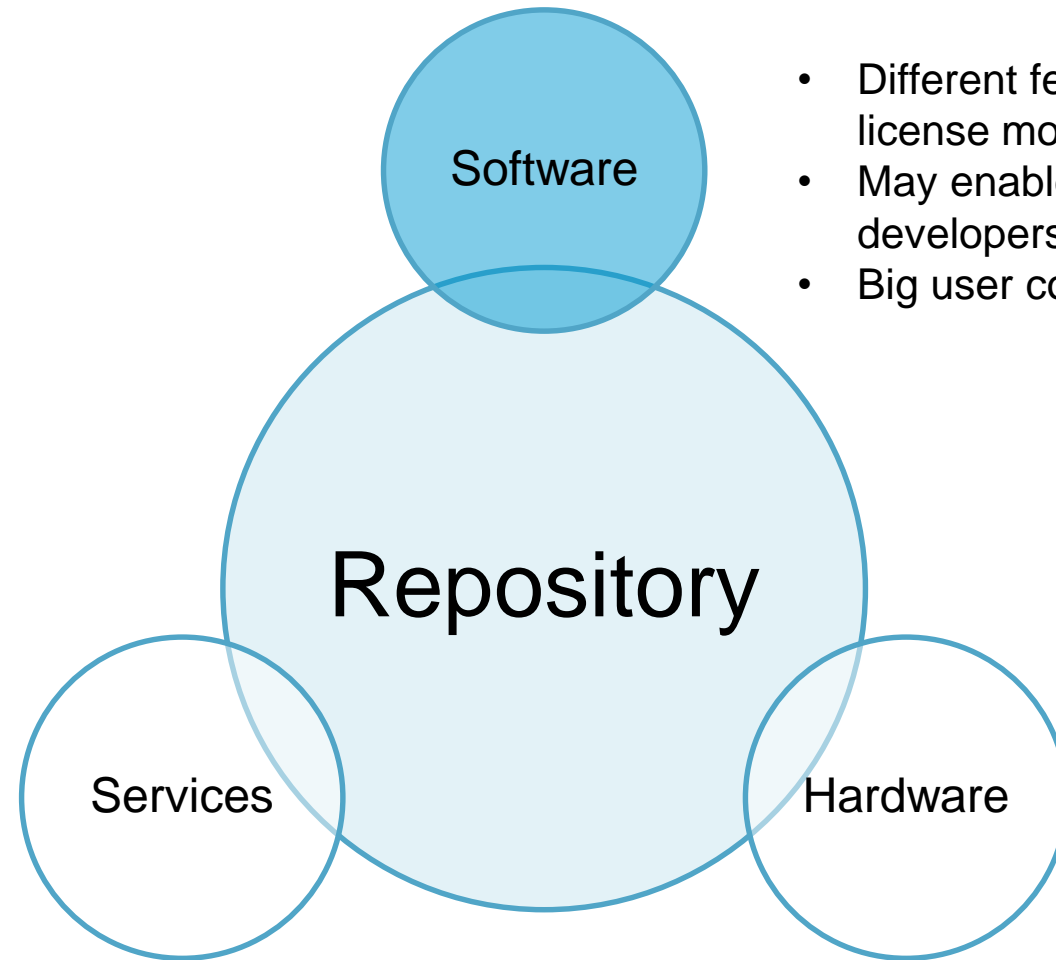 Software
• Different
license
• May
developers
• Big user
Repository
Services
Hardware